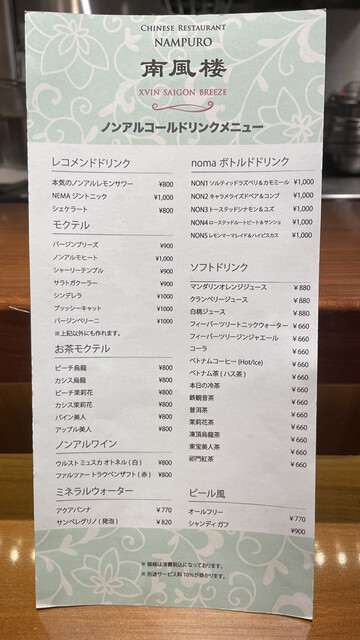 CHINESE RESTAURANT
NAMPURO
南風楼
XVIN SAIGON BREEZE
ノンアルコールドリンクメニュー
レコメンドドリンク
本気のノンアルレモンサワー ¥800
NEMA ジントニック ¥1,000
シェケラート ¥800
モクテル
バージンブリーズ ¥900
ノンアルモヒート ¥1,000
シャーリーテンプル ¥900
サラトガクーラー ¥900
シンデレラ ¥1000
プッシーキャット ¥1000
バージンベリーニ ¥1000
※上記以外にも作れます。
お茶モクテル
ピーチ烏龍 ¥800
カシス烏龍 ¥800
ピーチ茉莉花 ¥800
カシス茉莉花 ¥800
パイン美人 ¥800
アップル美人 ¥800
ノンアルワイン
ヴルスト ミュスカ オトネル ( 白 ) ¥800
ファルツァー トラウベンザフト ( 赤 ) ¥800
ミネラルウォーター
アクアパンナ ¥770
サンペレグリノ ( 発泡 ) ¥820
noma ボトルドドリンク
NON1 ソルティッドラズベリ&カモミール ¥1,000
NON2 キャラメライズドペア&コンブ ¥1,000
NON3 トーステッドシナモン&ユズ ¥1,000
NON4 ローステッドルートビート&サンショ ¥1,000
NON5 レモンマーマレイド&ハイビスカス ¥1,000
ソフトドリンク
マンダリンオレンジジュース ¥880
クランベリージュース ¥880
白桃ジュース ¥880
フィーバーツリートニックウォーター ¥660
フィーバーツリージンジャエール ¥660
コーラ ¥660
ベトナムコーヒー (Hot/Ice) ¥660
ベトナム茶 ( ハス茶 ) ¥660
本日の冷茶 ¥660
鉄観音茶 ¥660
普洱茶 ¥660
茉莉花茶 ¥660
凍頂烏龍茶 ¥660
東宝美人茶 ¥660
祁門紅茶 ¥660
ビール風
オールフリー ¥770
シャンディ ガフ ¥900
※ 価格は消費税込になっております。
※ 別途サービス料 10%が掛かります。